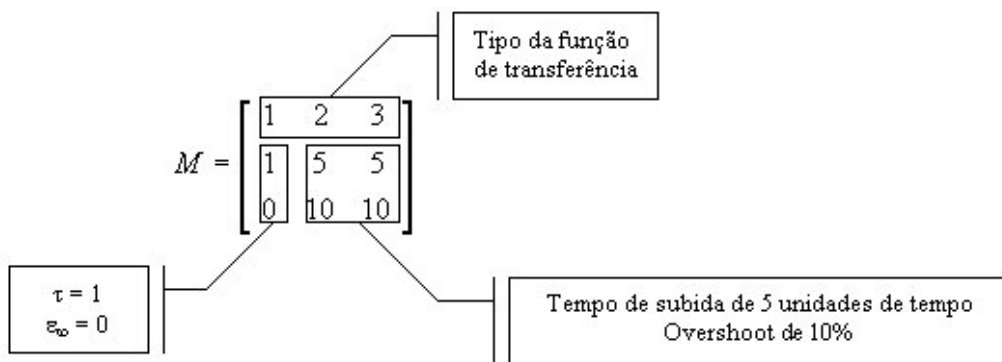 Tipo da função
de transferência
1 2 3
M = 1 5 5
0 10 10
τ = 1
ε∞ = 0
Tempo de subida de 5 unidades de tempo
Overshoot de 10%